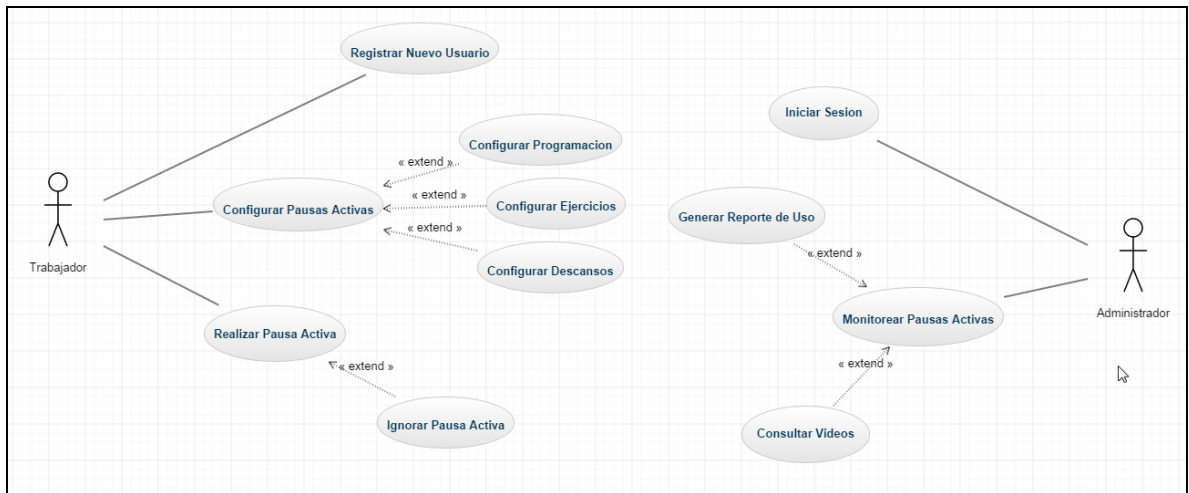 Registrar Nuevo Usuario
Iniciar Sesion
Configurar Programacion
« extend »
Configurar Pausas Activas
« extend »
Configurar Ejercicios
« extend »
Configurar Descansos
Trabajador
Generar Reporte de Uso
« extend »
Monitorear Pausas Activas
Administrador
Realizar Pausa Activa
« extend »
Ignorar Pausa Activa
« extend »
Consultar Videos